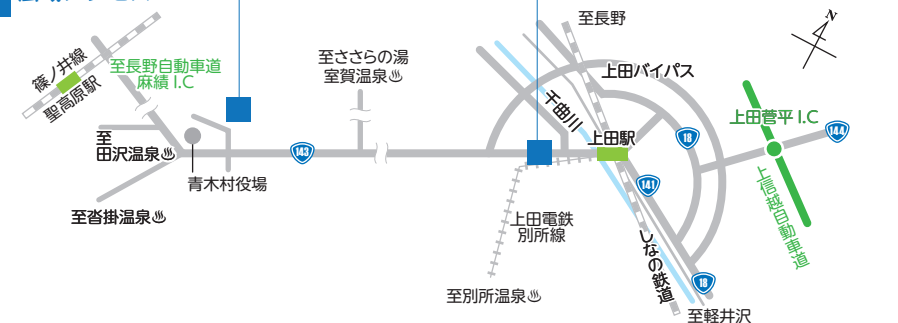 至長野
N
篠ノ井線
聖高原駅
至長野自動車道
麻績 I.C
至ささらの湯
室賀温泉♨
上田バイパス
千曲川
上田菅平 I.C
144
18
上田駅
至
田沢温泉♨
143
青木村役場
141
上信越自動車道
至沓掛温泉♨
上田電鉄
別所線
しなの鉄道
至別所温泉♨
18
至軽井沢